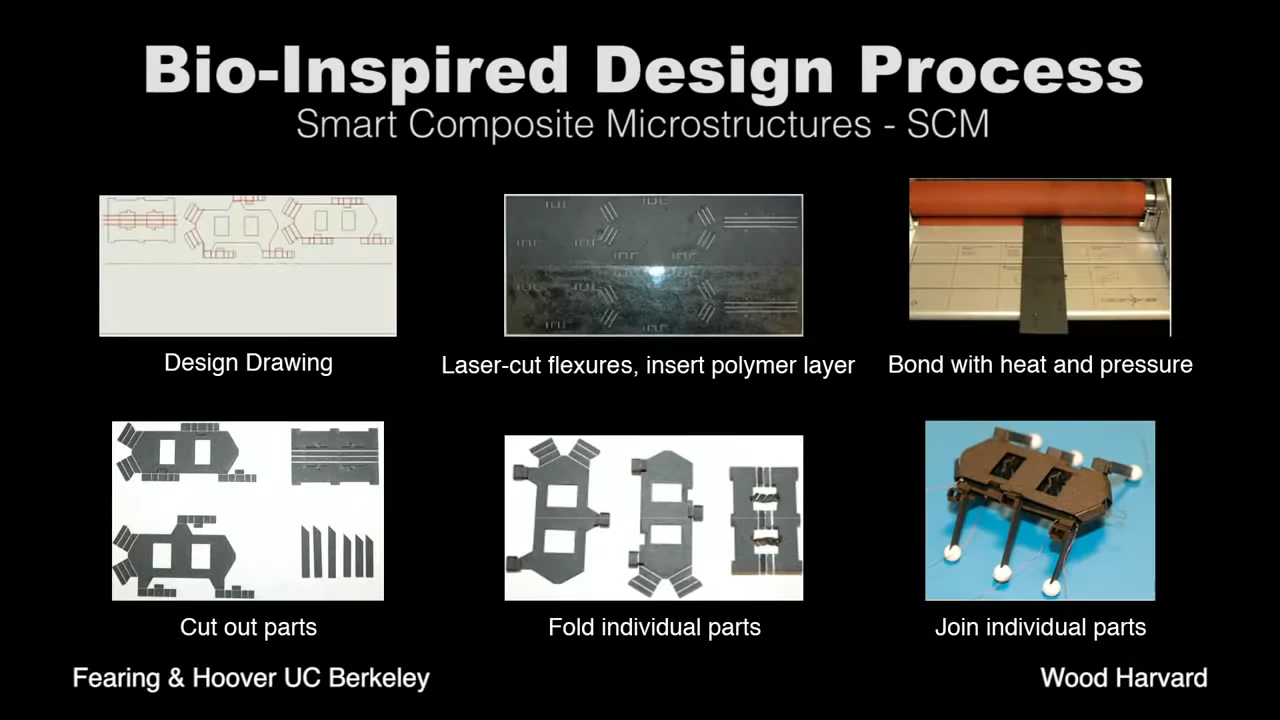 Bio-Inspired Design Process
Smart Composite Microstructures - SCM
Design Drawing
Laser-cut flexures, insert polymer layer
Bond with heat and pressure
Cut out parts
Fold individual parts
Join individual parts
Fearing & Hoover UC Berkeley
Wood Harvard